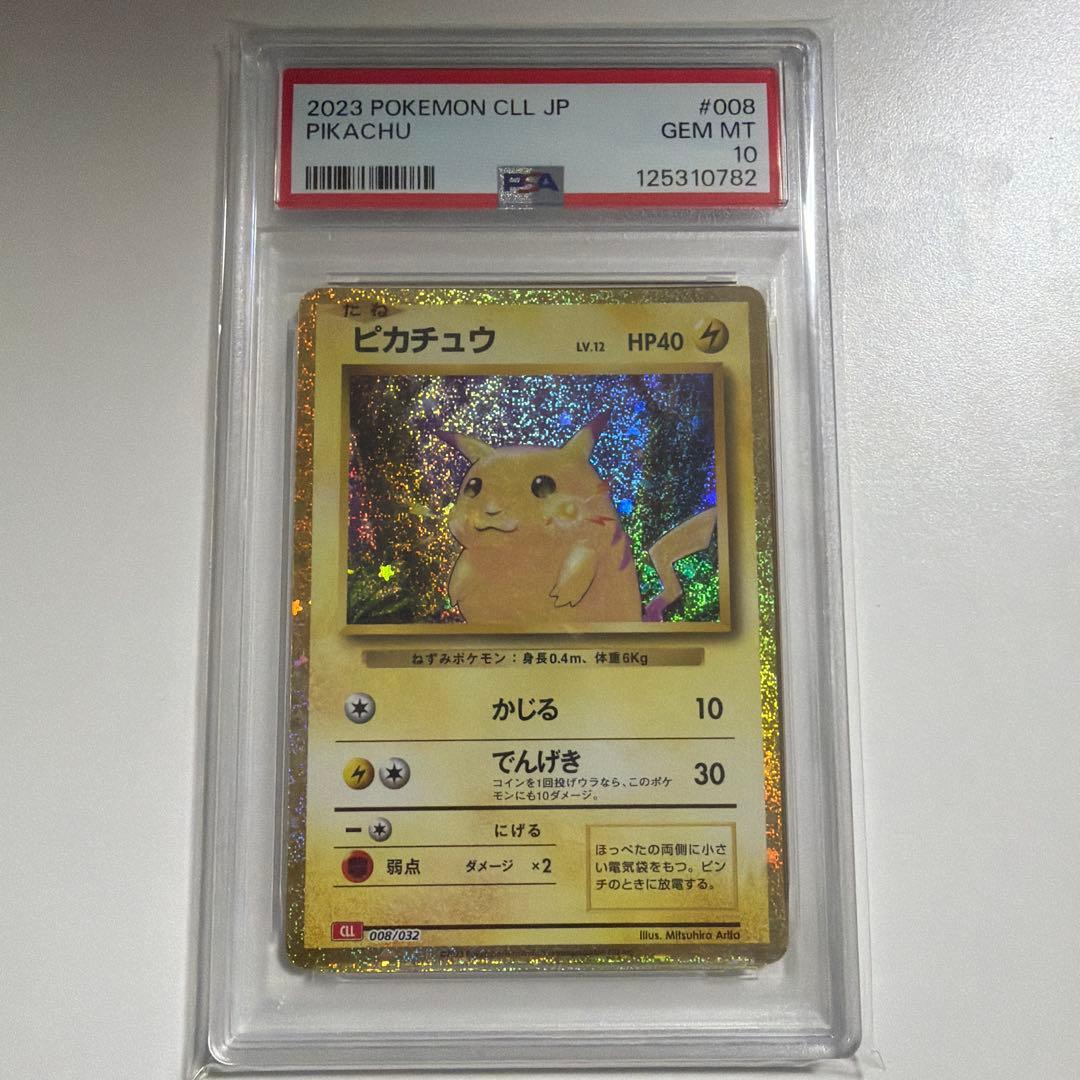 2023 POKEMON CLL JP #008
PIKACHU GEM MT
10
125310782
PSA
たね
ピカチュウ LV.12 HP40
ねずみポケモン：身長0.4m、体重6Kg
かじる 10
でんげき 30
コインを1回投げウラなら、このポケ
モンにも10ダメージ。
にげる
弱点 ダメージ ×2
ほっぺたの両側に小さ
い電気袋をもつ。ピン
チのときに放電する。
CLL 008/032
Illus. Mitsuhiro Arita